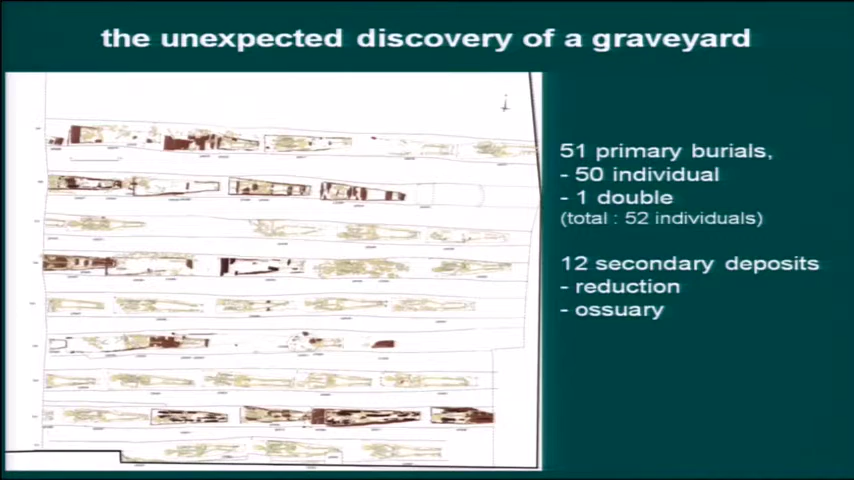 the unexpected discovery of a graveyard
51 primary burials,
- 50 individual
- 1 double
(total : 52 individuals)
12 secondary deposits
- reduction
- ossuary